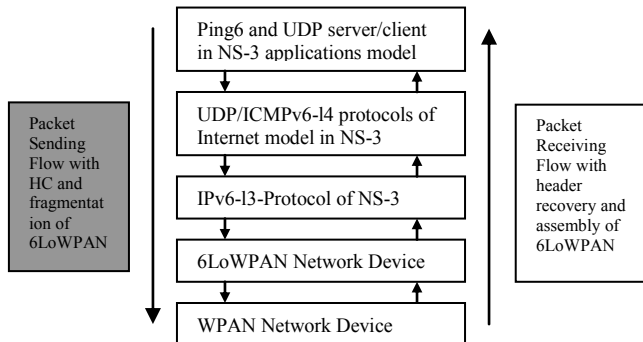 Ping6 and UDP server/client
in NS-3 applications model
UDP/ICMPv6-l4 protocols of
Internet model in NS-3
IPv6-l3-Protocol of NS-3
6LoWPAN Network Device
WPAN Network Device
Packet
Sending
Flow with
HC and
fragmentat
ion of
6LoWPAN
Packet
Receiving
Flow with
header
recovery and
assembly of
6LoWPAN